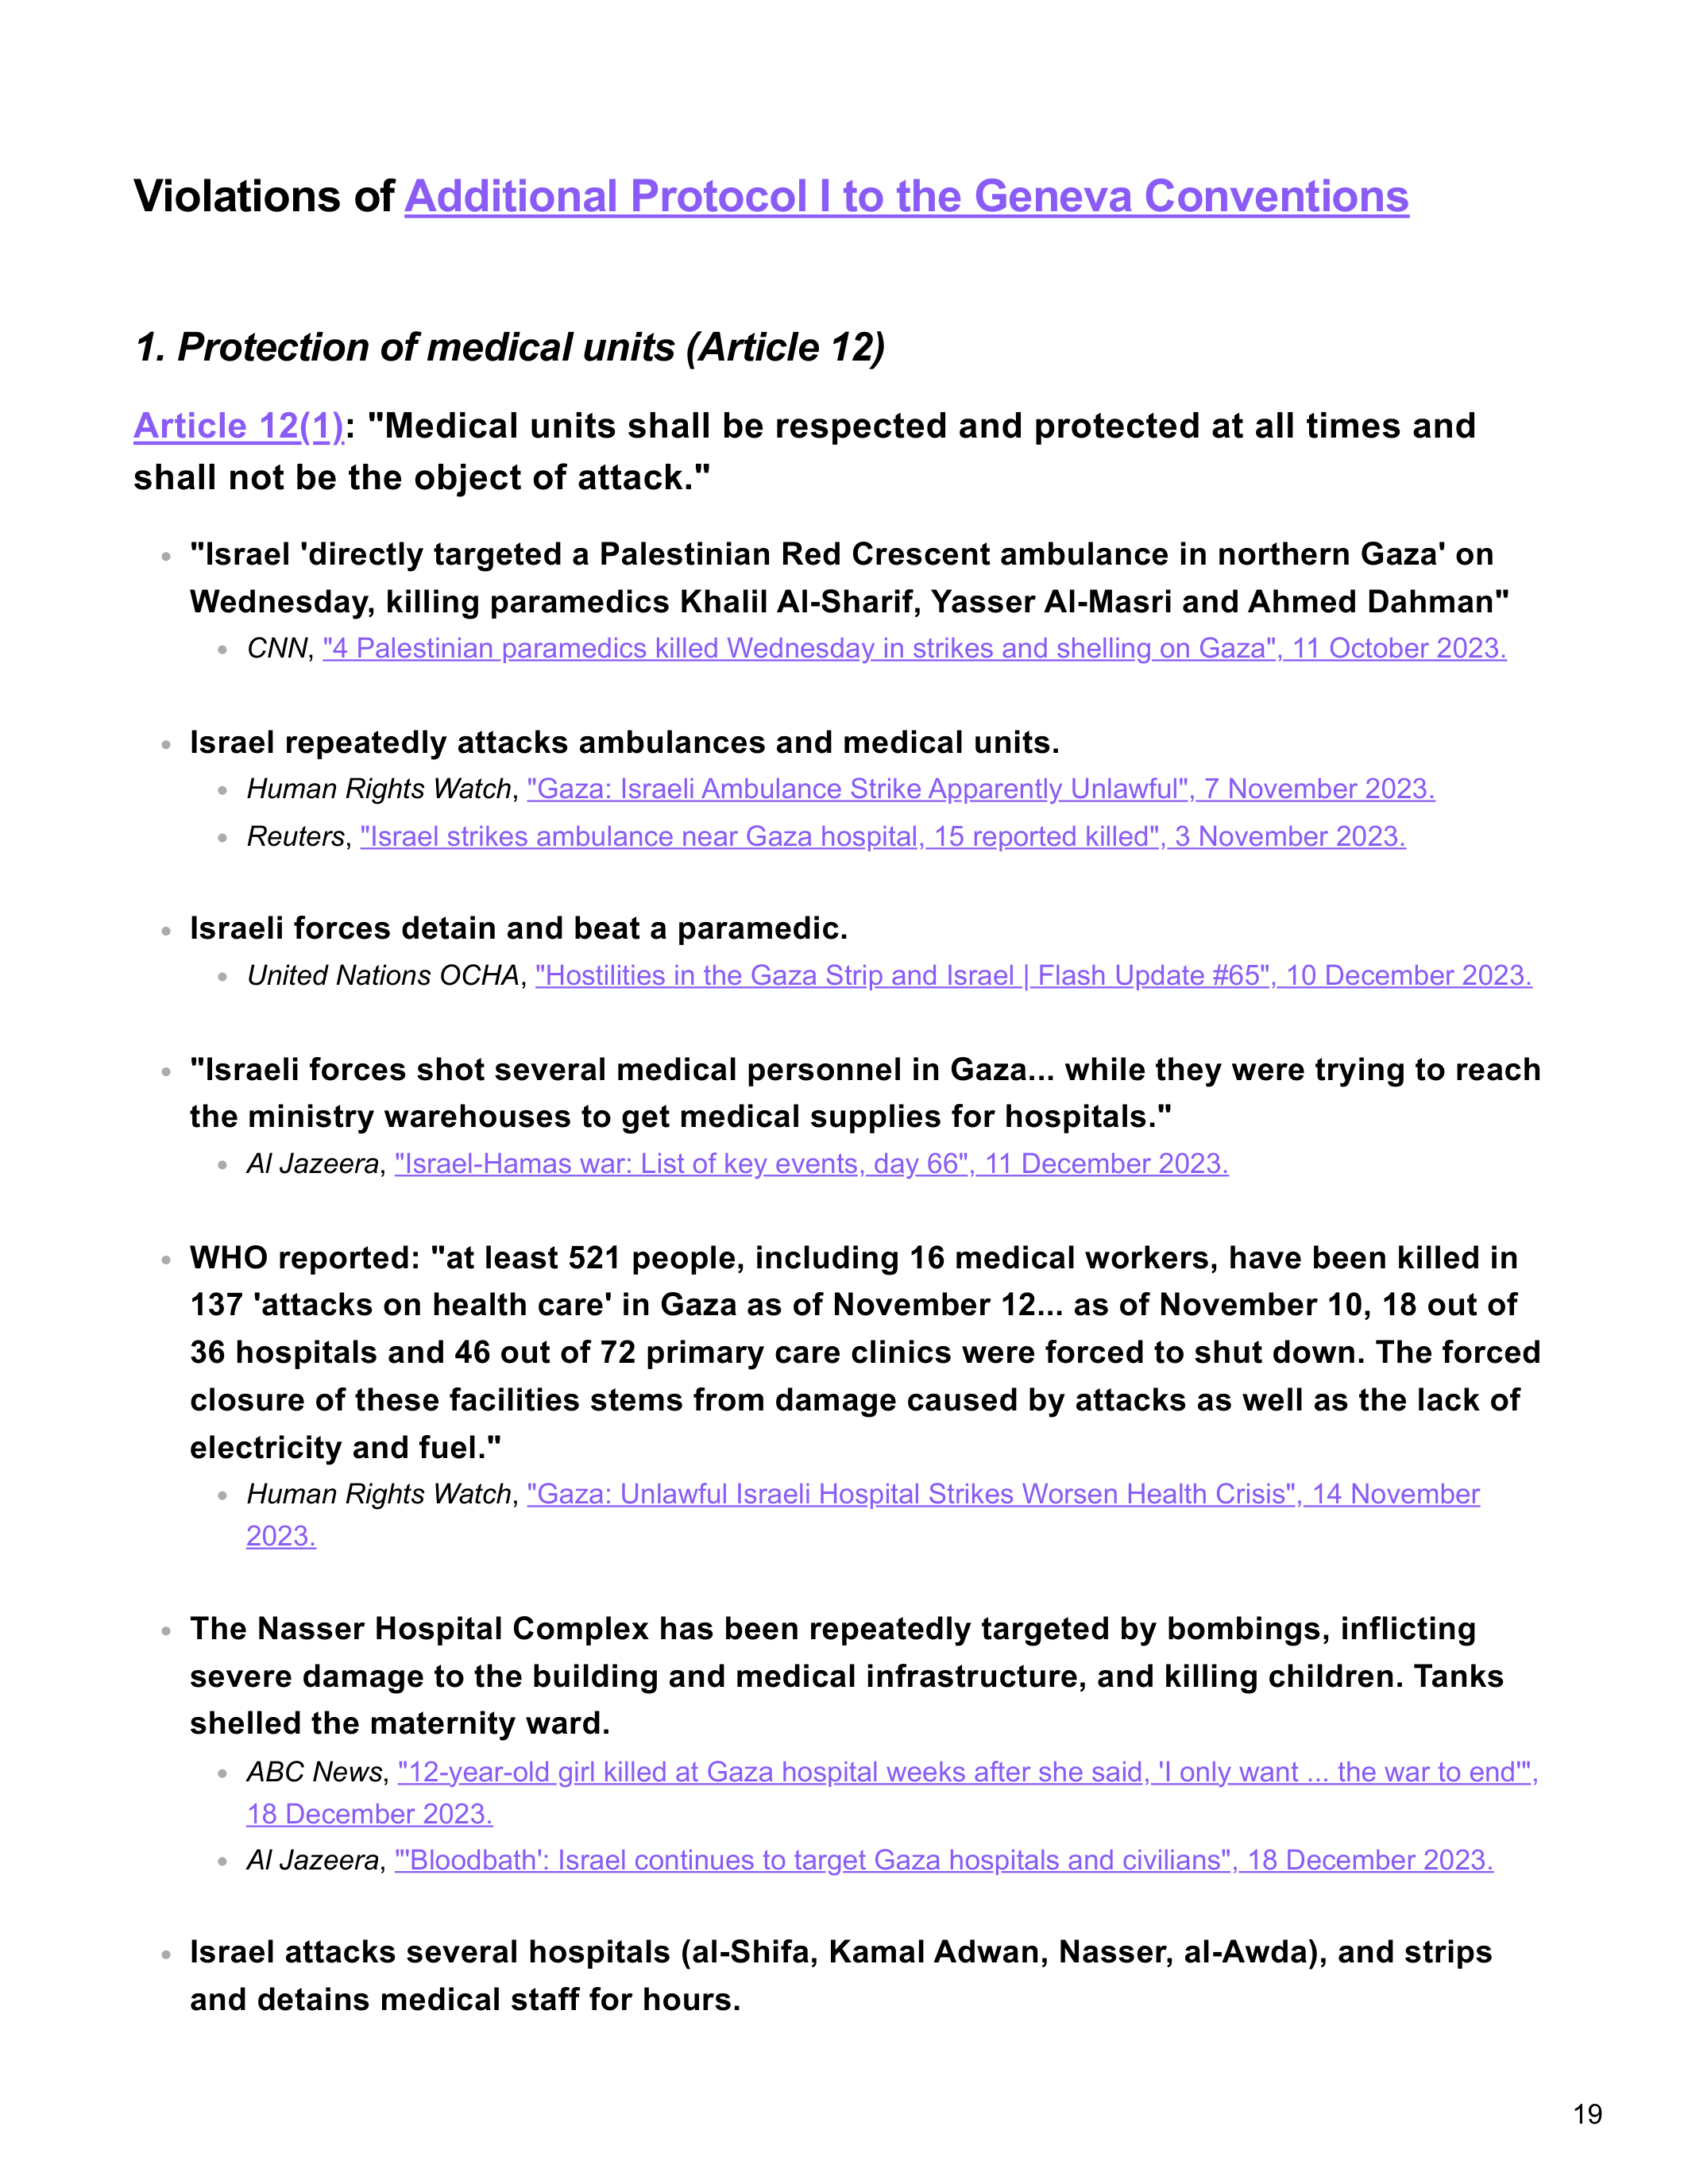 Violations of Additional Protocol I to the Geneva Conventions
1. Protection of medical units (Article 12)
Article 12(1): "Medical units shall be respected and protected at all times and
shall not be the object of attack."
• "Israel 'directly targeted a Palestinian Red Crescent ambulance in northern Gaza' on
Wednesday, killing paramedics Khalil Al-Sharif, Yasser Al-Masri and Ahmed Dahman"
• CNN, "4 Palestinian paramedics killed Wednesday in strikes and shelling on Gaza", 11 October 2023.
• Israel repeatedly attacks ambulances and medical units.
• Human Rights Watch, "Gaza: Israeli Ambulance Strike Apparently Unlawful", 7 November 2023.
• Reuters, "Israel strikes ambulance near Gaza hospital, 15 reported killed", 3 November 2023.
• Israeli forces detain and beat a paramedic.
• United Nations OCHA, "Hostilities in the Gaza Strip and Israel | Flash Update #65", 10 December 2023.
• "Israeli forces shot several medical personnel in Gaza... while they were trying to reach
the ministry warehouses to get medical supplies for hospitals."
• Al Jazeera, "Israel-Hamas war: List of key events, day 66", 11 December 2023.
• WHO reported: "at least 521 people, including 16 medical workers, have been killed in
137 'attacks on health care' in Gaza as of November 12... as of November 10, 18 out of
36 hospitals and 46 out of 72 primary care clinics were forced to shut down. The forced
closure of these facilities stems from damage caused by attacks as well as the lack of
electricity and fuel."
• Human Rights Watch, "Gaza: Unlawful Israeli Hospital Strikes Worsen Health Crisis", 14 November
2023.
• The Nasser Hospital Complex has been repeatedly targeted by bombings, inflicting
severe damage to the building and medical infrastructure, and killing children. Tanks
shelled the maternity ward.
• ABC News, "12-year-old girl killed at Gaza hospital weeks after she said, 'I only want ... the war to end'",
18 December 2023.
• Al Jazeera, "'Bloodbath': Israel continues to target Gaza hospitals and civilians", 18 December 2023.
• Israel attacks several hospitals (al-Shifa, Kamal Adwan, Nasser, al-Awda), and strips
and detains medical staff for hours.
19